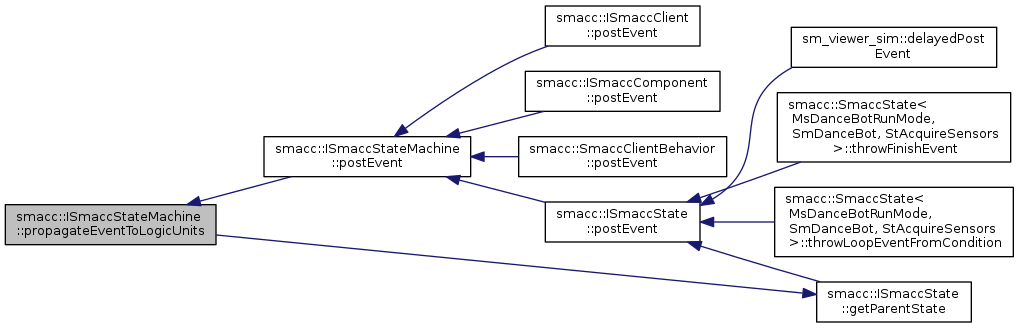 smacc::ISmaccClient
::postEvent
sm_viewer_sim::delayedPost
Event
smacc::ISmaccComponent
::postEvent
smacc::SmaccState<
MsDanceBotRunMode,
SmDanceBot, StAcquireSensors
>::throwFinishEvent
smacc::ISmaccStateMachine
::postEvent
smacc::SmaccClientBehavior
::postEvent
smacc::ISmaccStateMachine
::propagateEventToLogicUnits
smacc::ISmaccState
::postEvent
smacc::SmaccState<
MsDanceBotRunMode,
SmDanceBot, StAcquireSensors
>::throwLoopEventFromCondition
smacc::ISmaccState
::getParentState